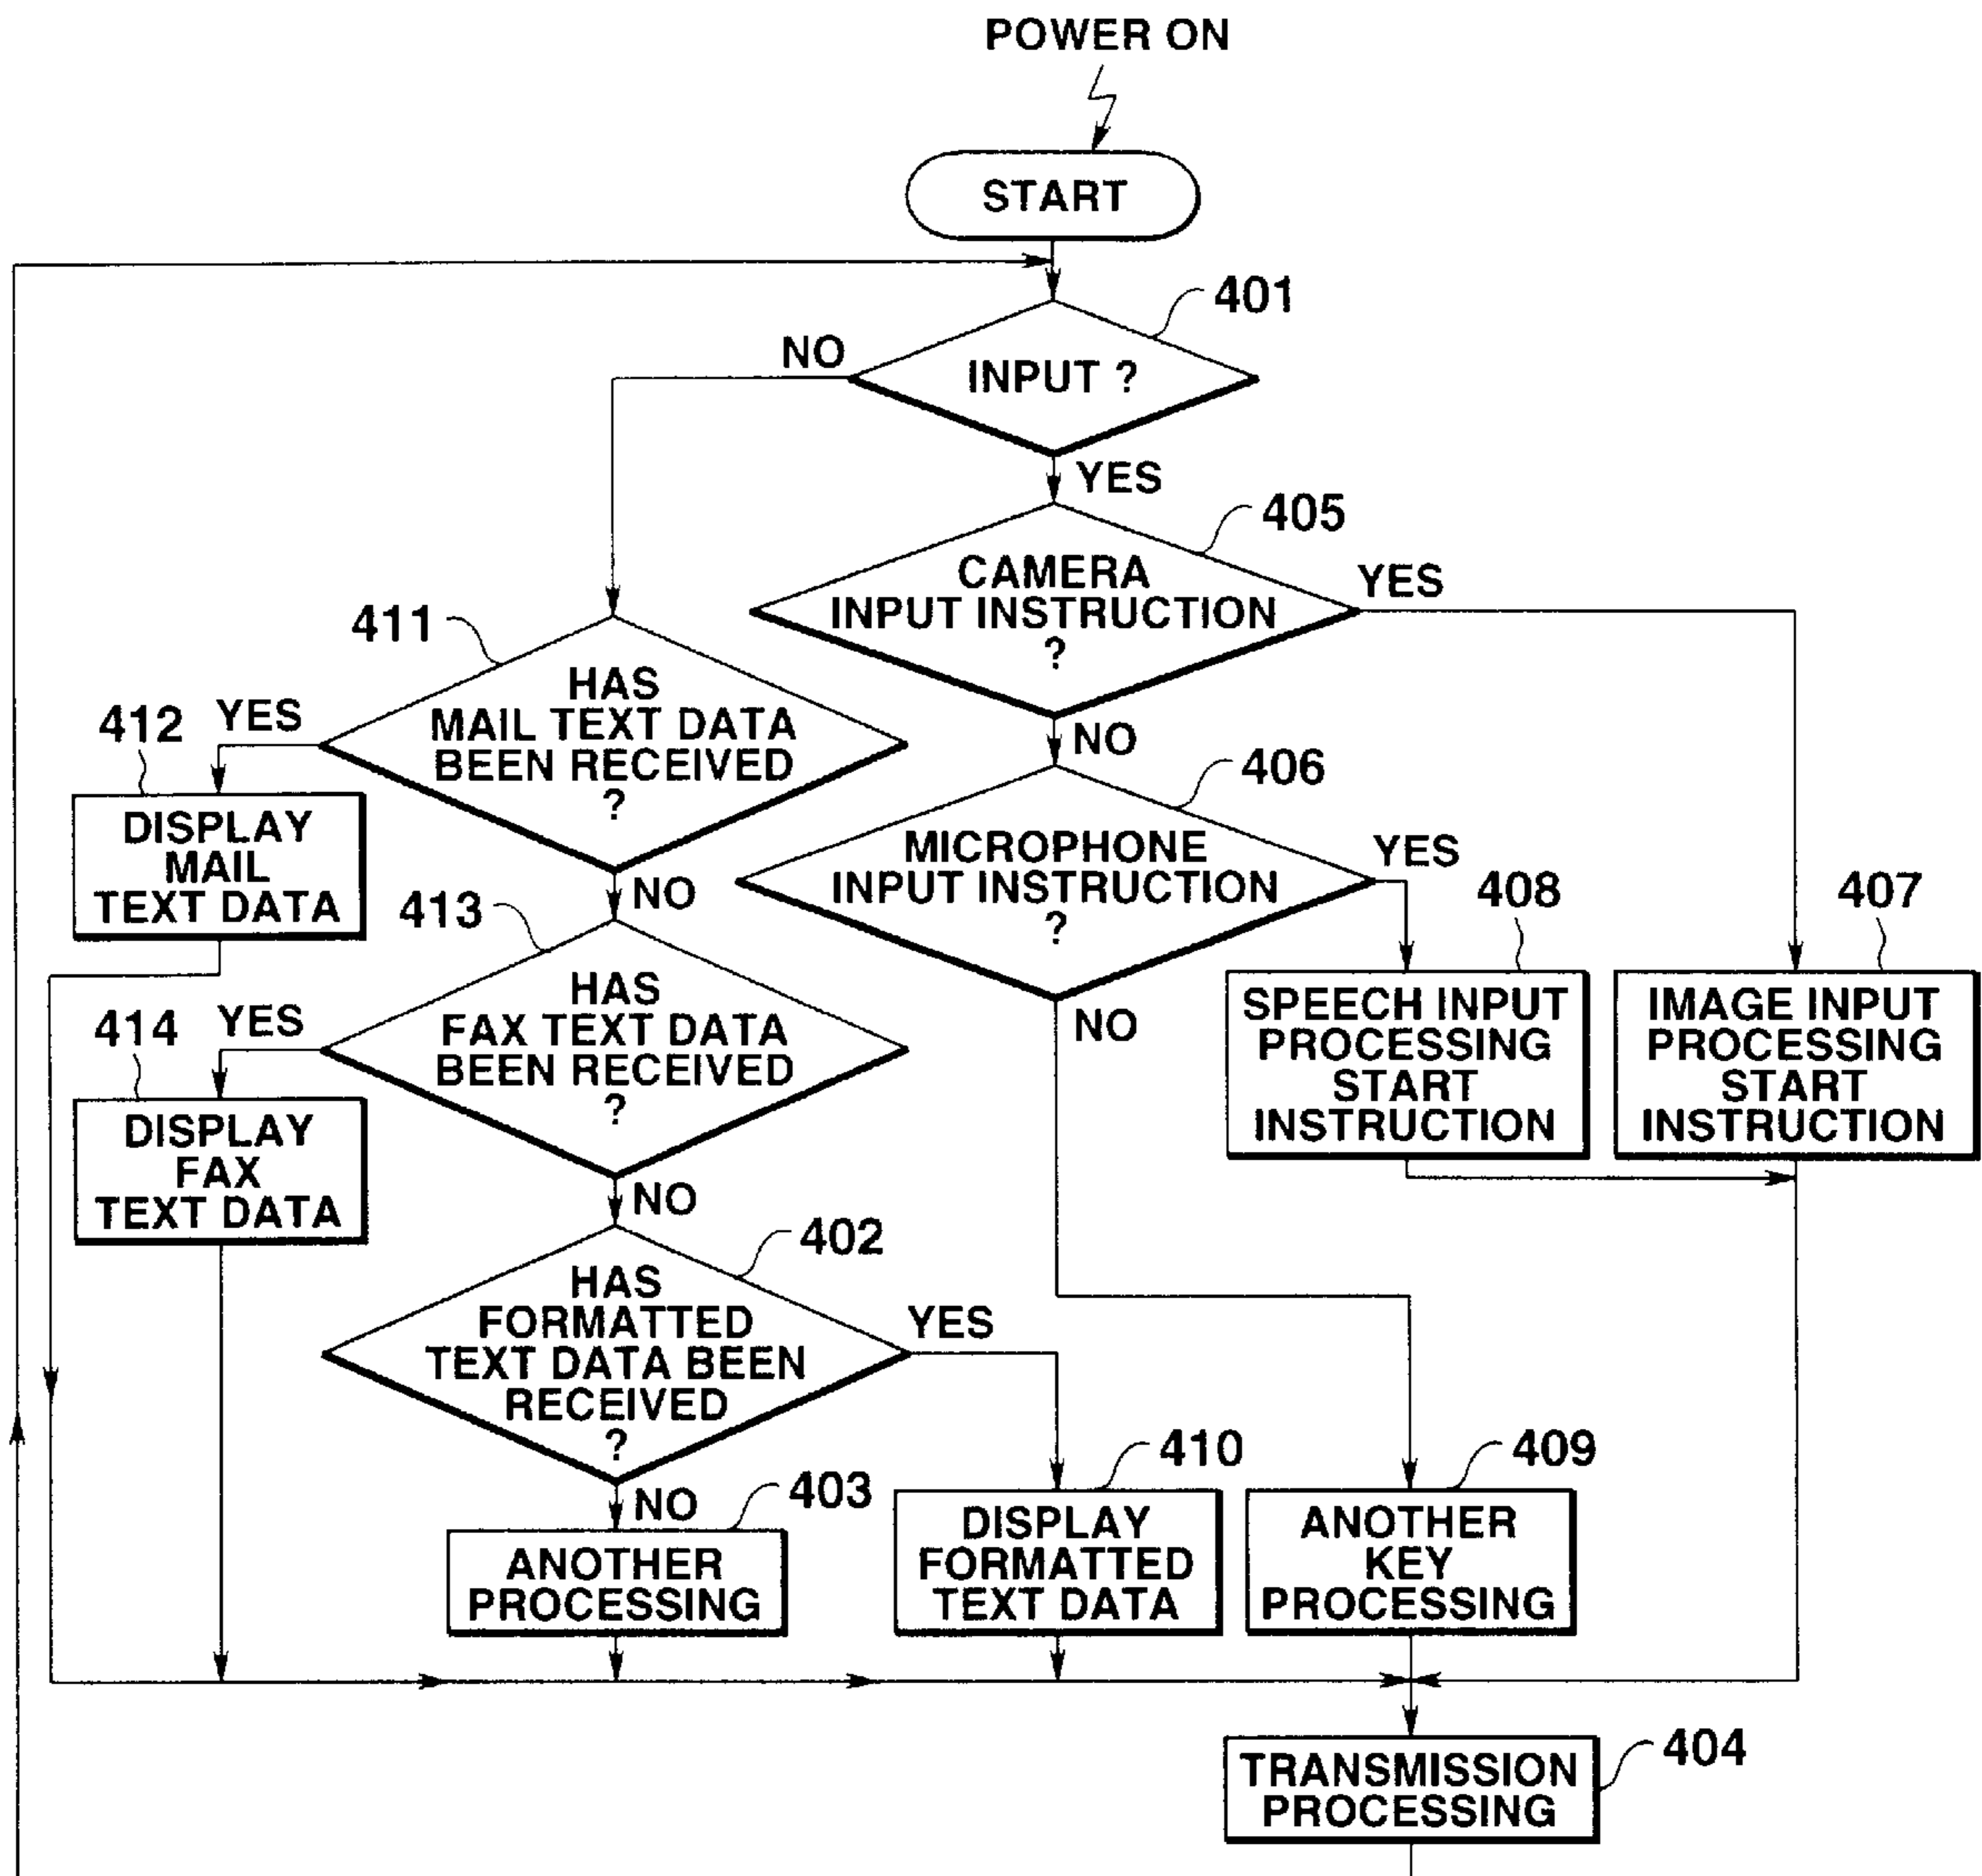 POWER ON
START
401
NO
INPUT ?
YES
405
CAMERA
INPUT INSTRUCTION
?
YES
411
HAS
MAIL TEXT DATA
BEEN RECEIVED
?
412
YES
NO
406
DISPLAY
MAIL
TEXT DATA
MICROPHONE
INPUT INSTRUCTION
?
YES
NO
413
408
407
HAS
FAX TEXT DATA
BEEN RECEIVED
?
414
YES
NO
SPEECH INPUT
PROCESSING
START
INSTRUCTION
IMAGE INPUT
PROCESSING
START
INSTRUCTION
DISPLAY
FAX
TEXT DATA
NO
402
HAS
FORMATTED
TEXT DATA BEEN
RECEIVED
?
YES
NO
403
410
409
ANOTHER
PROCESSING
DISPLAY
FORMATTED
TEXT DATA
ANOTHER
KEY
PROCESSING
TRANSMISSION
PROCESSING
404